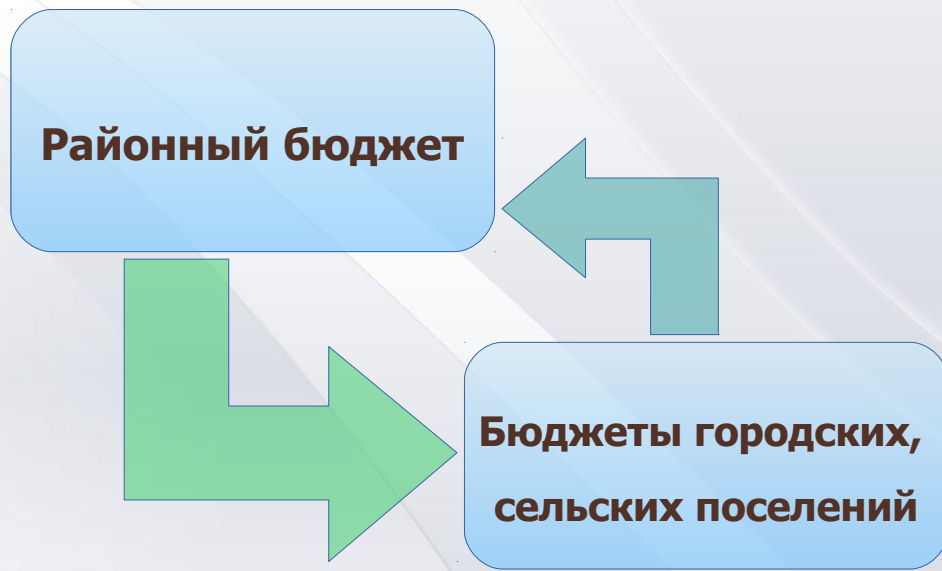 Районный бюджет
Бюджеты городских,
сельских поселений